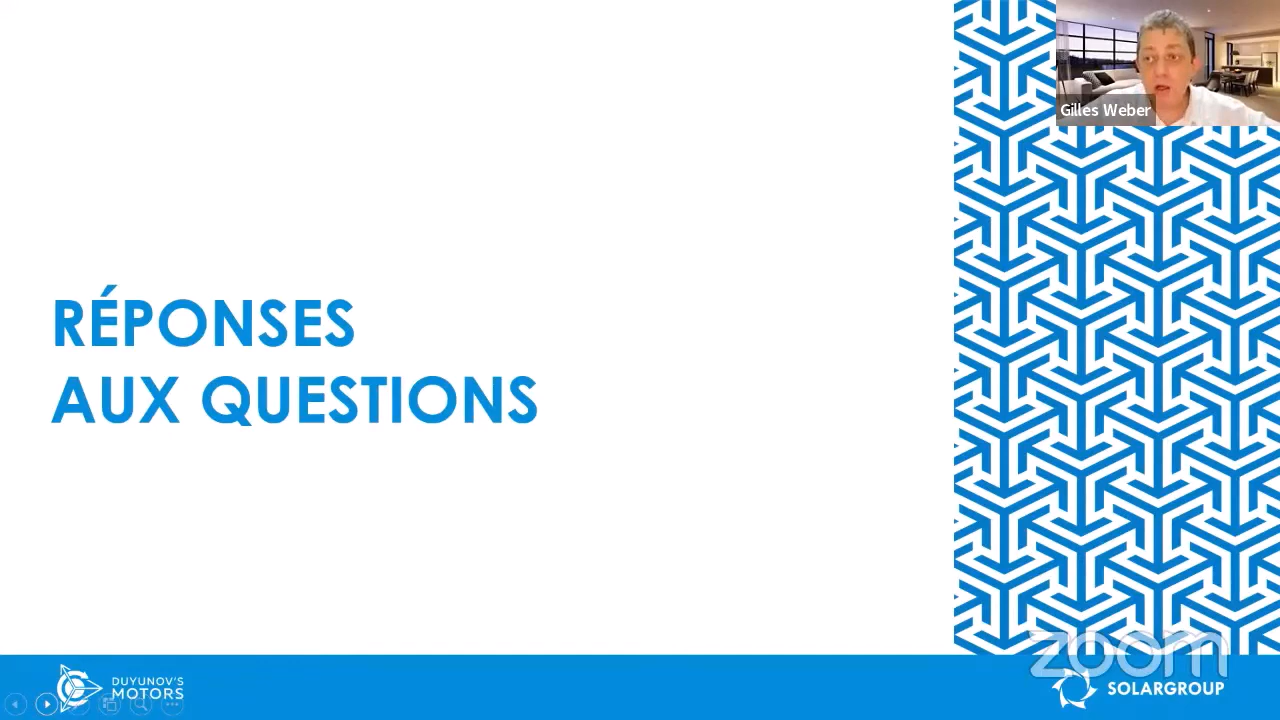 Gilles Weber
RÉPONSES
AUX QUESTIONS
zoom
DUYUNOV'S
MOTORS
SOLARGROUP